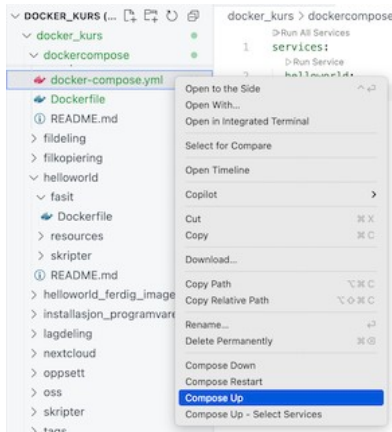 DOCKER_KURS (...
docker_kurs > dockercompose
docker_kurs
Run All Services
dockercompose
1 services:
Run Service
docker-compose.yml
2 helloworld:
Dockerfile
README.md
fildeling
filkopiering
helloworld
fasit
Dockerfile
resources
skripter
README.md
helloworld_ferdig_image
installasjon_programvare
lagdeling
nextcloud
oppsett
oss
skripter
tags
Open to the Side ^⏎
Open With...
Open in Integrated Terminal
Select for Compare
Open Timeline
Copilot >
Cut ⌘ X
Copy ⌘ C
Download...
Copy Path ⌥ ⌘ C
Copy Relative Path ⌥ ⇧ ⌘ C
Rename... ⏎
Delete Permanently ⌘ ⌫
Compose Down
Compose Restart
Compose Up
Compose Up - Select Services